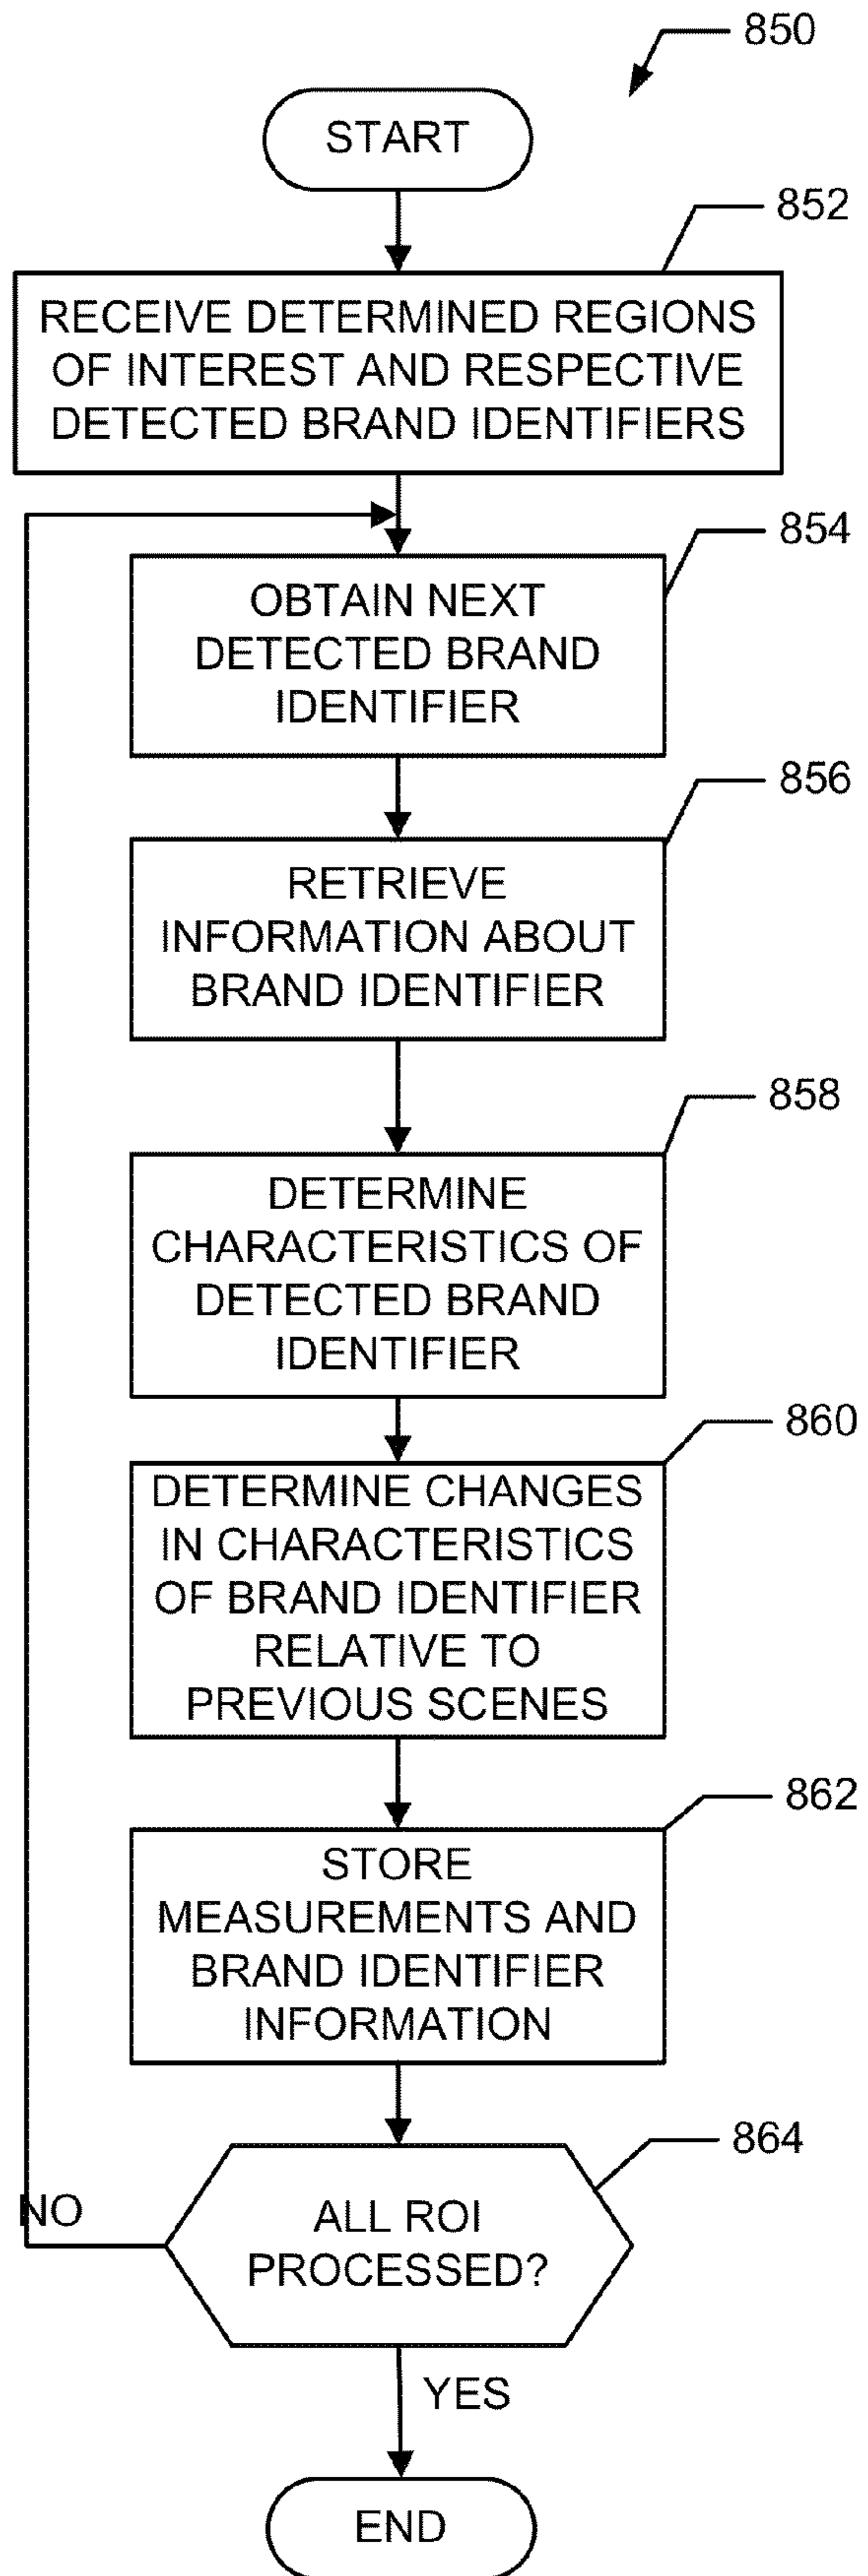 850
START
852
RECEIVE DETERMINED REGIONS
OF INTEREST AND RESPECTIVE
DETECTED BRAND IDENTIFIERS
854
OBTAIN NEXT
DETECTED BRAND
IDENTIFIER
856
RETRIEVE
INFORMATION ABOUT
BRAND IDENTIFIER
858
DETERMINE
CHARACTERISTICS OF
DETECTED BRAND
IDENTIFIER
860
DETERMINE CHANGES
IN CHARACTERISTICS
OF BRAND IDENTIFIER
RELATIVE TO
PREVIOUS SCENES
862
STORE
MEASUREMENTS AND
BRAND IDENTIFIER
INFORMATION
864
NO
ALL ROI
PROCESSED?
YES
END